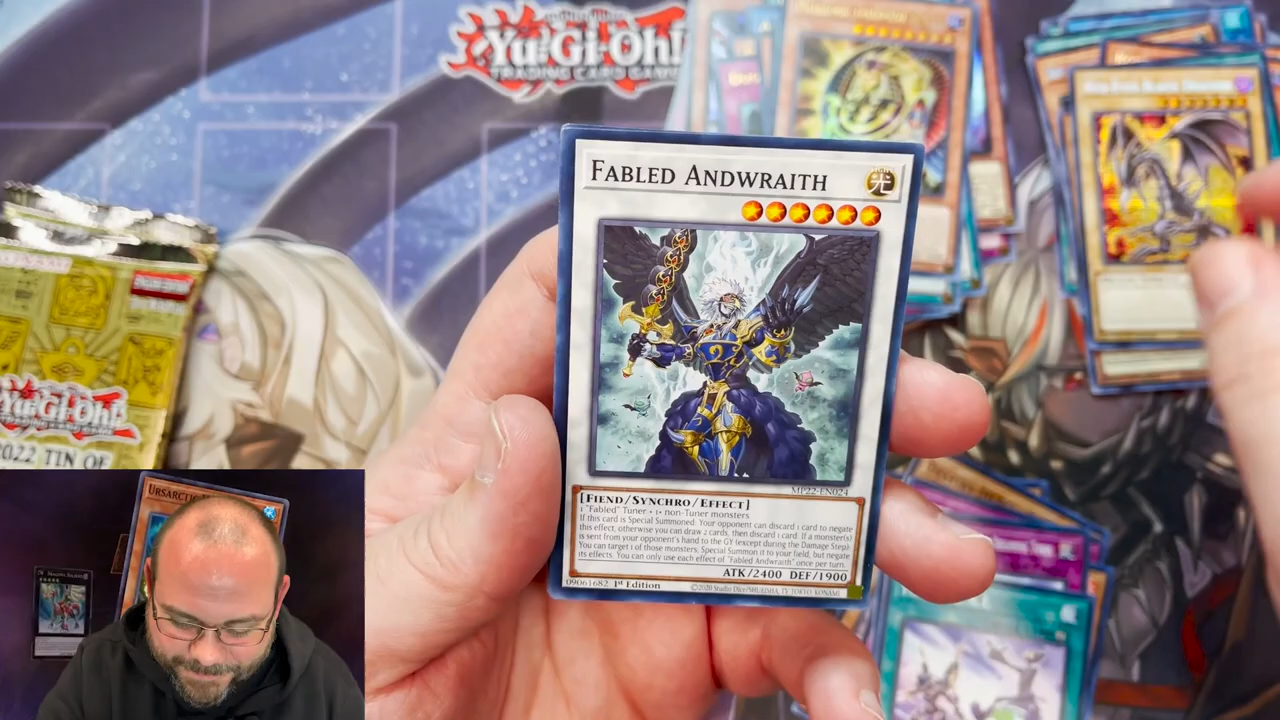 Yu-Gi-Oh!
TRADING CARD GAME
FABLED ANDWRAITH
光
MP22-EN024
[FIEND/SYNCHRO/EFFECT]
1 "Fabled" Tuner + 1+ non-Tuner monsters
If this card is Special Summoned: Your opponent can discard 1 card to negate
this effect, otherwise you can draw 2 cards, then discard 1 card. If a monster(s)
is sent from your opponent's hand to the GY (except during the Damage Step):
You can target 1 of those monsters; Special Summon it to your field, but negate
its effects. You can only use each effect of "Fabled Andwraith" once per turn.
ATK/2400 DEF/1900
09061682 1st Edition
©2020 Studio Dice/SHUEISHA, TV TOKYO, KONAMI
KONAMI
Yu-Gi-Oh!
2022 TIN OF
URSARCTIC